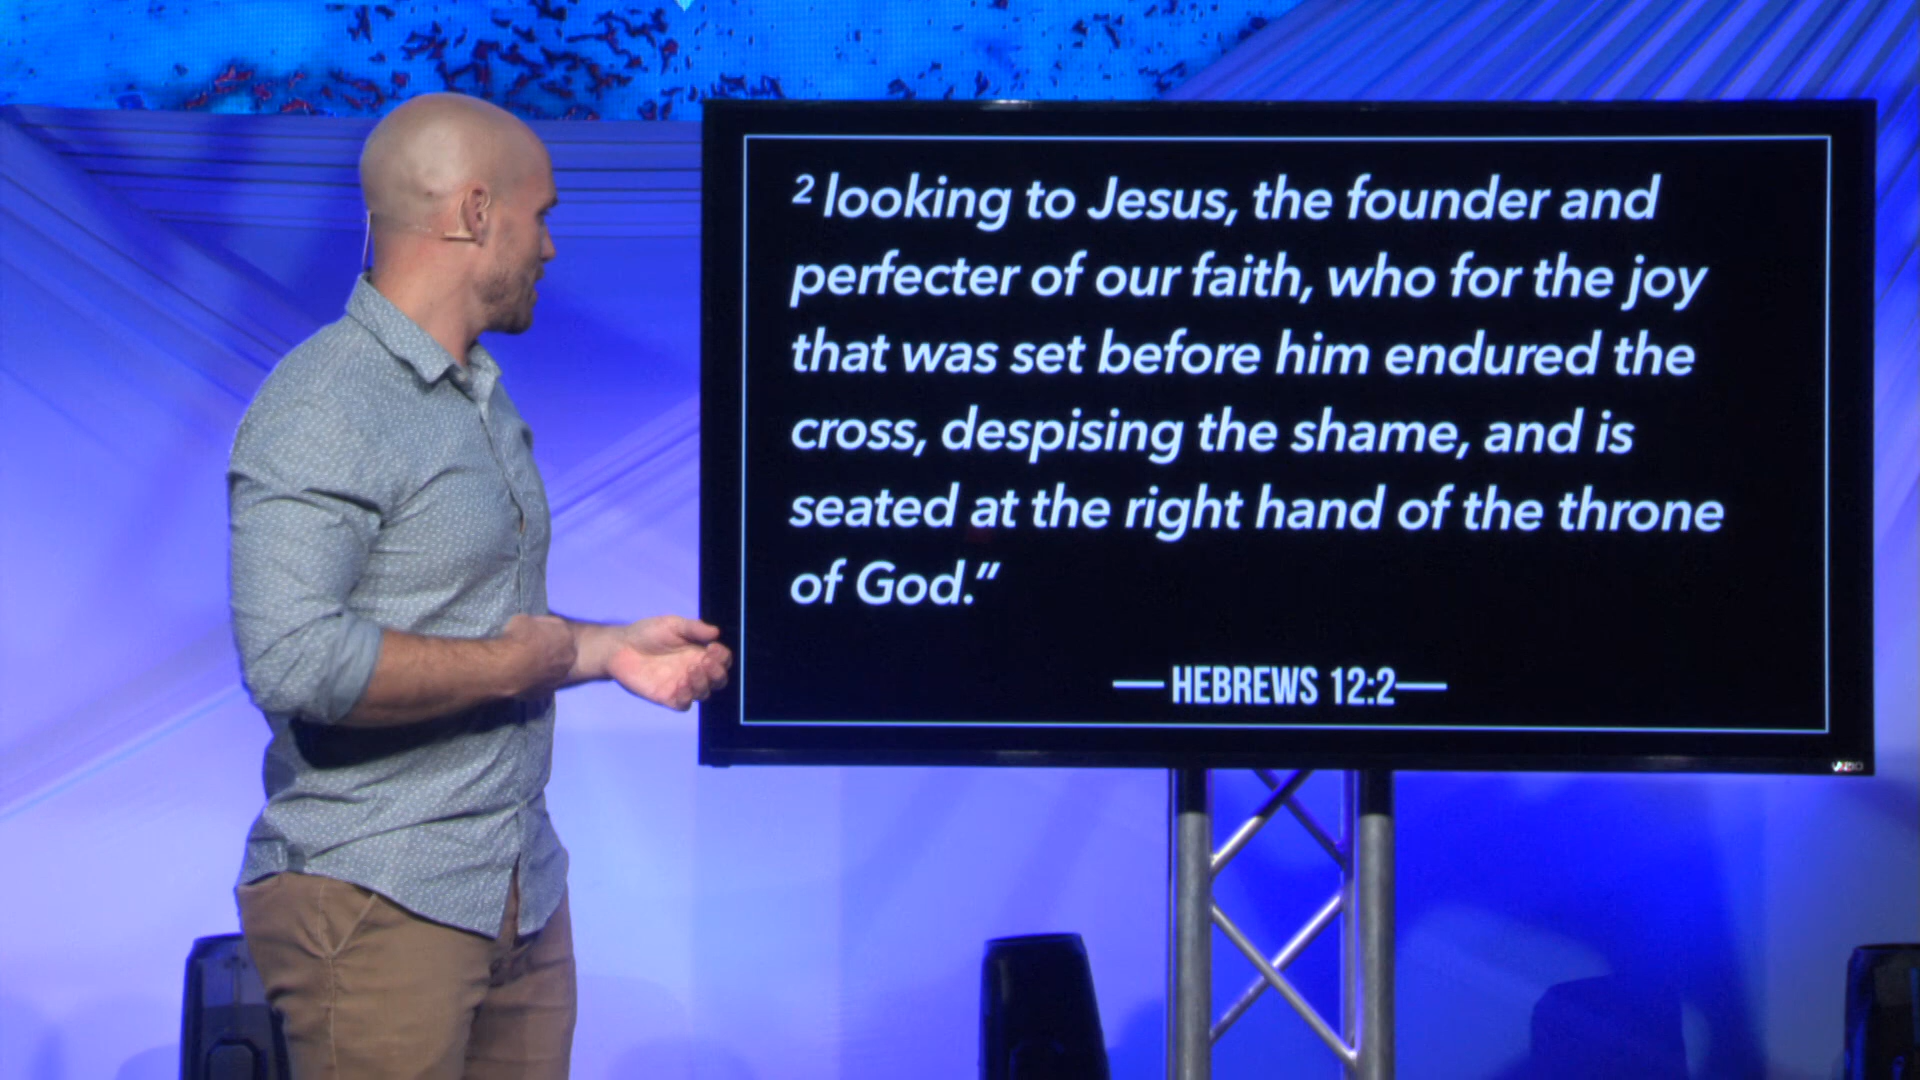 ² looking to Jesus, the founder and
perfecter of our faith, who for the joy
that was set before him endured the
cross, despising the shame, and is
seated at the right hand of the throne
of God.”
—HEBREWS 12:2—
VIZIO